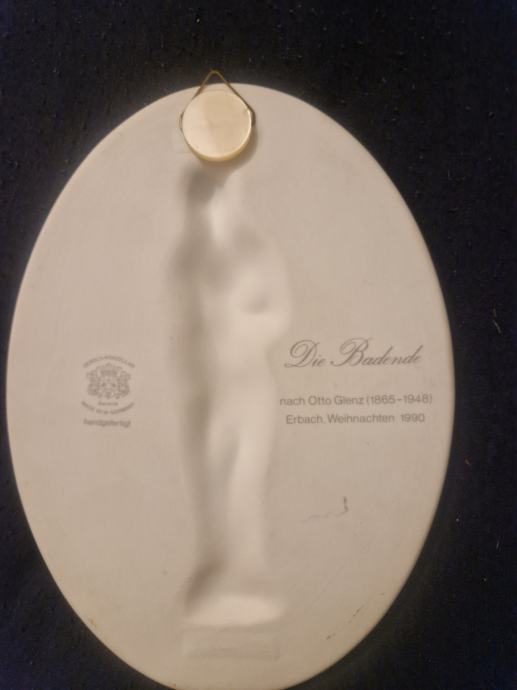 Die Badende
nach Otto Glenz (1865-1948)
Erbach, Weihnachten 1990
handgefertigt